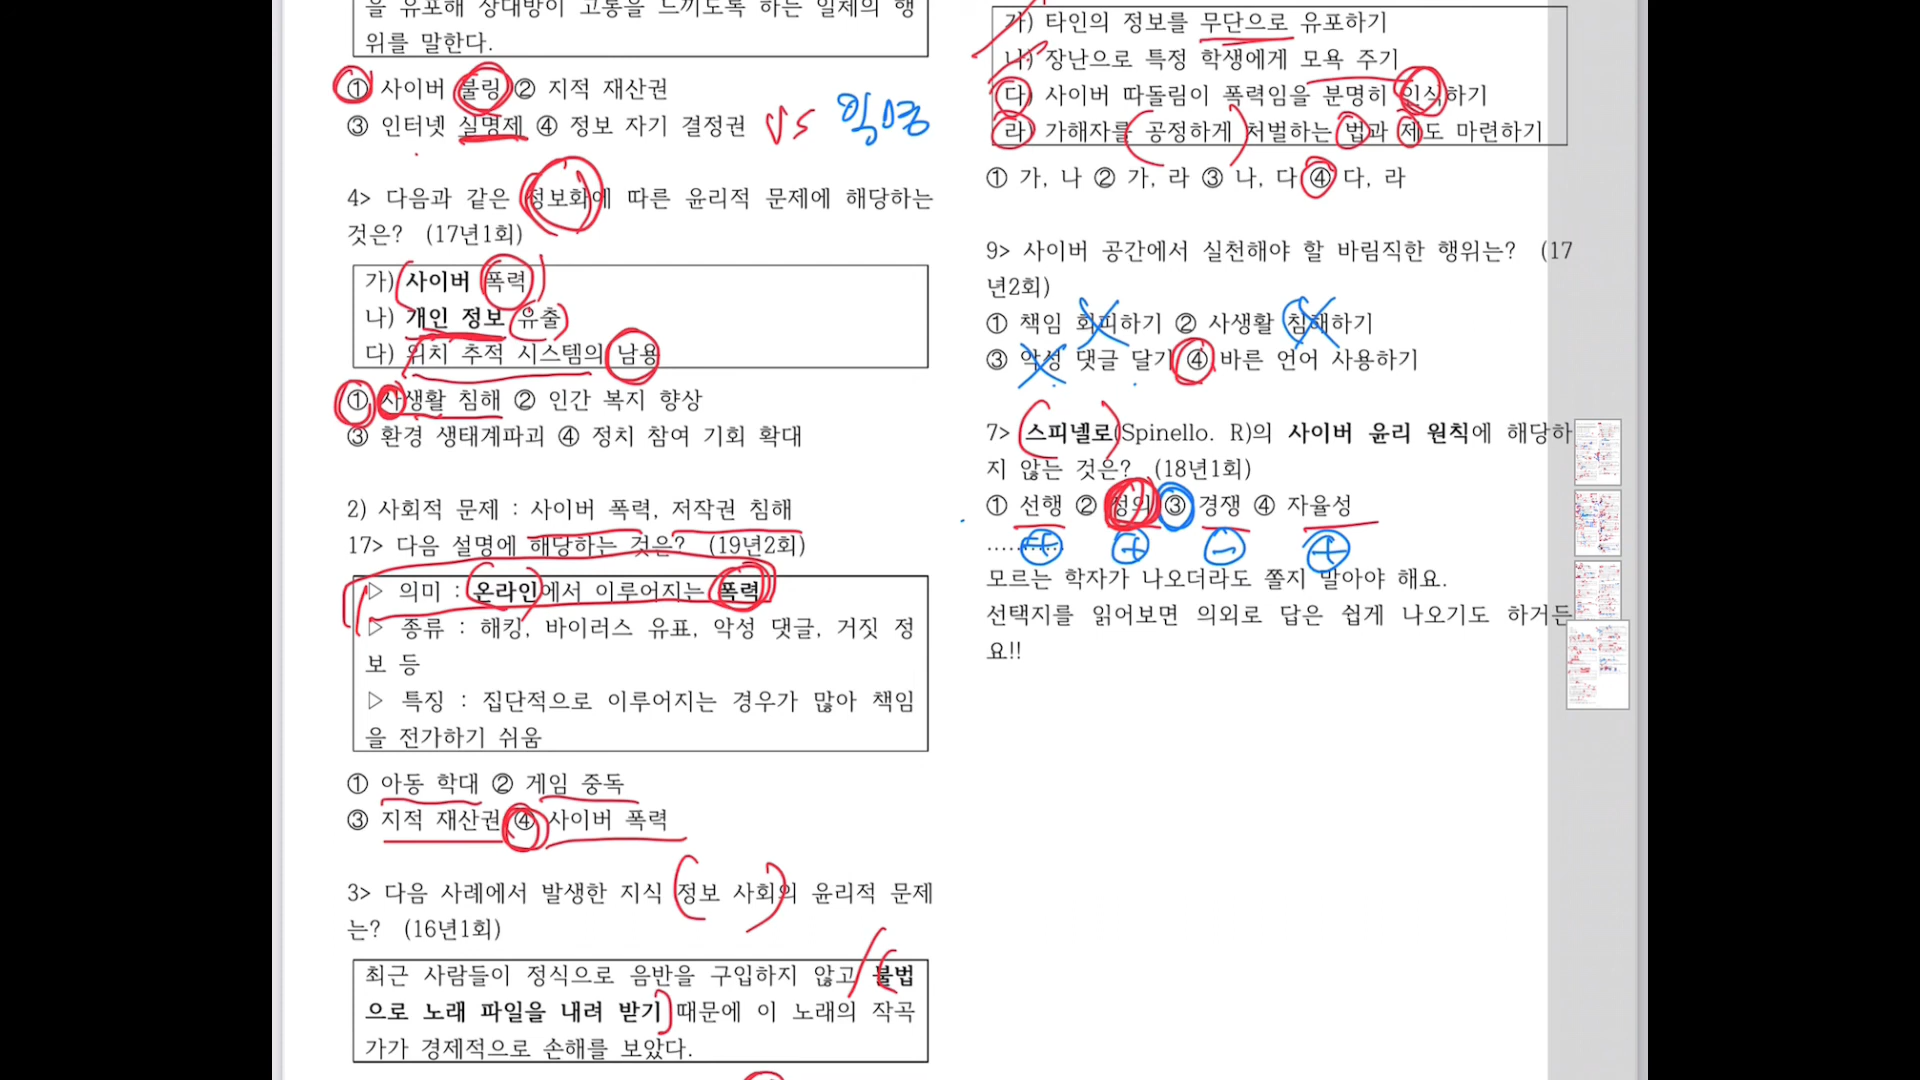 을 유포해 상대방이 고통을 느끼도록 하는 일체의 행
위를 말한다.
① 사이버 불링 ② 지적 재산권
③ 인터넷 실명제 ④ 정보 자기 결정권 vs 익명
4> 다음과 같은 정보화에 따른 윤리적 문제에 해당하는
것은? (17년1회)
가) 사이버 폭력
나) 개인 정보 유출
다) 위치 추적 시스템의 남용
① 사생활 침해 ② 인간 복지 향상
③ 환경 생태계파괴 ④ 정치 참여 기회 확대
2) 사회적 문제 : 사이버 폭력, 저작권 침해
17> 다음 설명에 해당하는 것은? (19년2회)
▷ 의미 : 온라인에서 이루어지는 폭력
▷ 종류 : 해킹, 바이러스 유표, 악성 댓글, 거짓 정
보 등
▷ 특징 : 집단적으로 이루어지는 경우가 많아 책임
을 전가하기 쉬움
① 아동 학대 ② 게임 중독
③ 지적 재산권 ④ 사이버 폭력
3> 다음 사례에서 발생한 지식 정보 사회의 윤리적 문제
는? (16년1회)
최근 사람들이 정식으로 음반을 구입하지 않고 불법
으로 노래 파일을 내려 받기 때문에 이 노래의 작곡
가가 경제적으로 손해를 보았다.
가) 타인의 정보를 무단으로 유포하기
나) 장난으로 특정 학생에게 모욕 주기
다) 사이버 따돌림이 폭력임을 분명히 인식하기
라) 가해자를 공정하게 처벌하는 법과 제도 마련하기
① 가, 나 ② 가, 라 ③ 나, 다 ④ 다, 라
9> 사이버 공간에서 실천해야 할 바림직한 행위는? (17
년2회)
① 책임 회피하기 ② 사생활 침해하기
③ 악성 댓글 달기 ④ 바른 언어 사용하기
7> 스피넬로(Spinello. R)의 사이버 윤리 원칙에 해당하
지 않는 것은? (18년1회)
① 선행 ② 정의 ③ 경쟁 ④ 자율성
+ + − +
모르는 학자가 나오더라도 쫄지 말아야 해요.
선택지를 읽어보면 의외로 답은 쉽게 나오기도 하거든
요!!